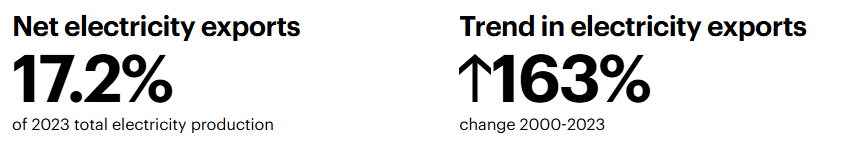 Net electricity exports
17.2%
of 2023 total electricity production
Trend in electricity exports
↑163%
change 2000-2023